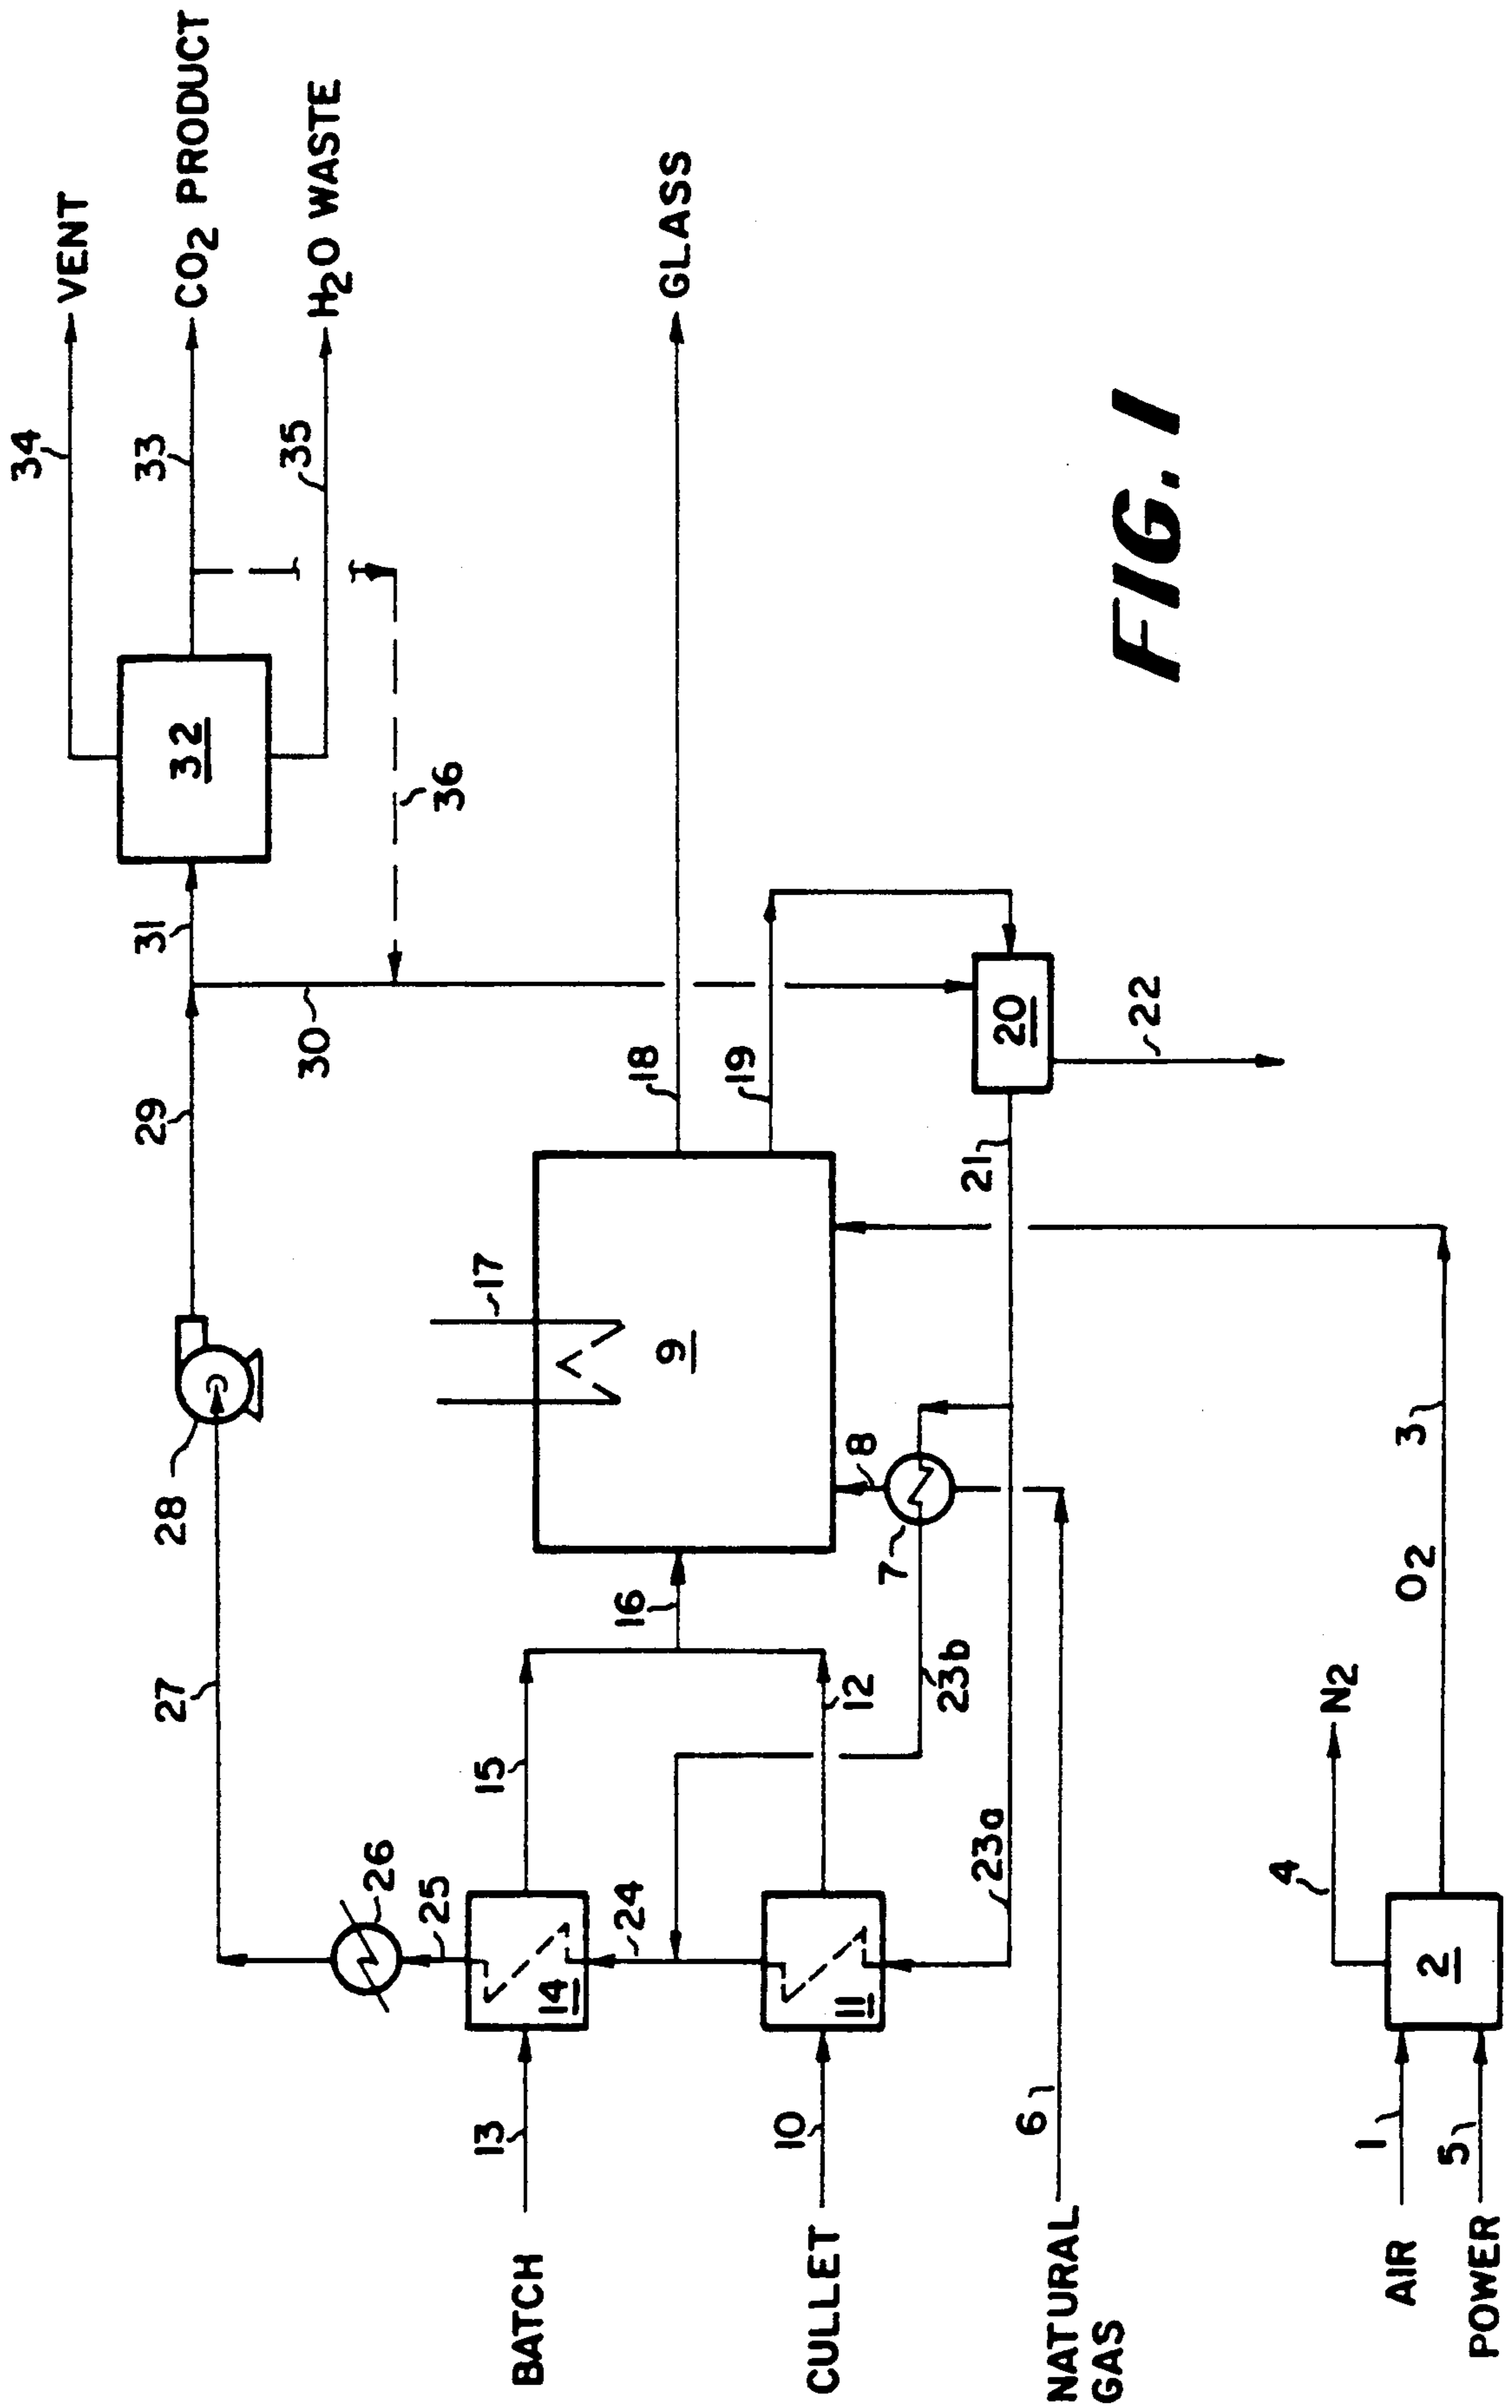 34
VENT
33
CO2 PRODUCT
35
H2O WASTE
32
31
36
30
29
28
27
26
25
24
BATCH
13
14
15
16
17
9
18
GLASS
19
20
21
22
CULLET
10
11
12
23b
23a
7
8
NATURAL
GAS
6
AIR
1
POWER
5
2
4
N2
O2
3
FIG. 1